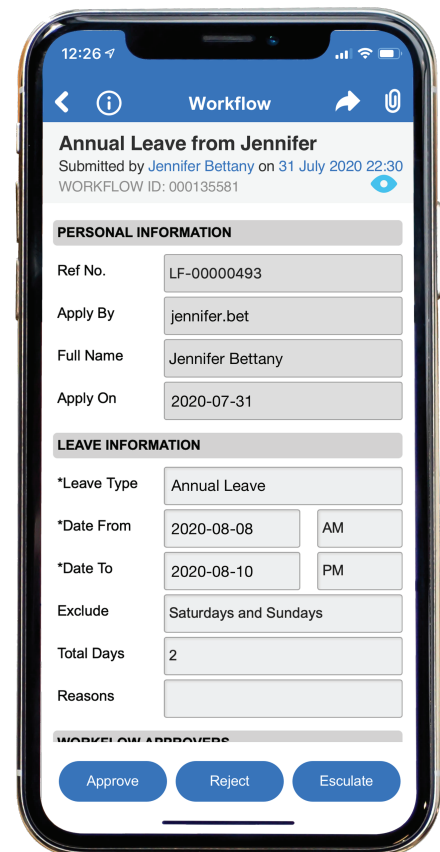 12:26
Workflow
Annual Leave from Jennifer
Submitted by Jennifer Bettany on 31 July 2020 22:30
WORKFLOW ID: 000135581
PERSONAL INFORMATION
Ref No. LF-00000493
Apply By jennifer.bet
Full Name Jennifer Bettany
Apply On 2020-07-31
LEAVE INFORMATION
*Leave Type Annual Leave
*Date From 2020-08-08 AM
*Date To 2020-08-10 PM
Exclude Saturdays and Sundays
Total Days 2
Reasons
WORKFLOW APPROVERS
Approve Reject Esculate